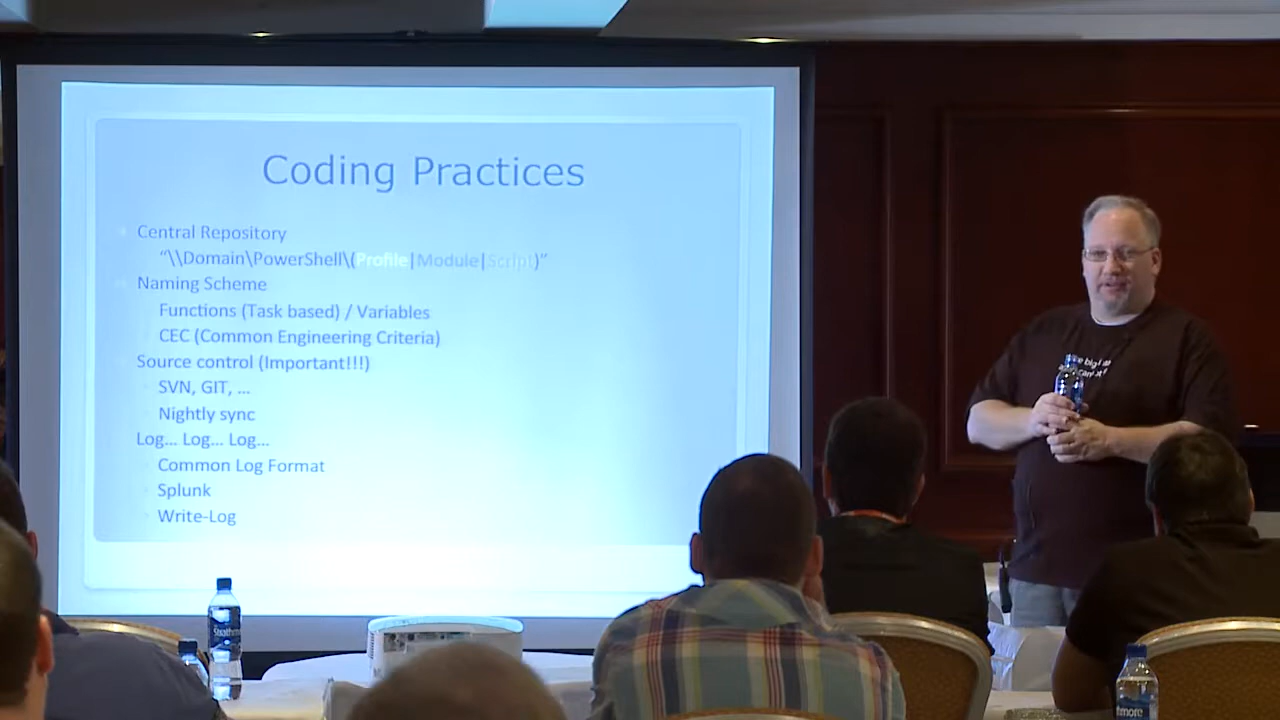 Coding Practices
Central Repository
“\\Domain\PowerShell\(Profile|Module|Script)”
Naming Scheme
Functions (Task based) / Variables
CEC (Common Engineering Criteria)
Source control (Important!!!)
SVN, GIT, ...
Nightly sync
Log... Log... Log...
Common Log Format
Splunk
Write-Log